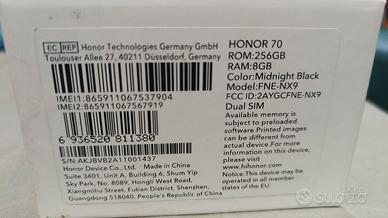 EC REP Honor Technologies Germany GmbH
Toulouser Allee 27, 40211 Düsseldorf, Germany
IMEI1:865911067537904
IMEI2:865911067567919
6 936520 811380
S/N:AKJBVB2A11001437
Honor Device Co., Ltd. Made in China
Suite 3401, Unit A, Building 6, Shum Yip
Sky Park, No. 8089, Hongli West Road,
Xiangmihu Street, Futian District, Shenzhen,
Guangdong 518040, People's Republic of China
HONOR 70
ROM:256GB
RAM:8GB
Color:Midnight Black
Model:FNE-NX9
FCC ID:2AYGCFNE-NX9
Dual SIM
Available memory is
subject to preloaded
software.Printed images
can be different from
actual device.For more
information on this
device, see
www.hihonor.com.
This device may be
operated in all member
states of the EU.
subito